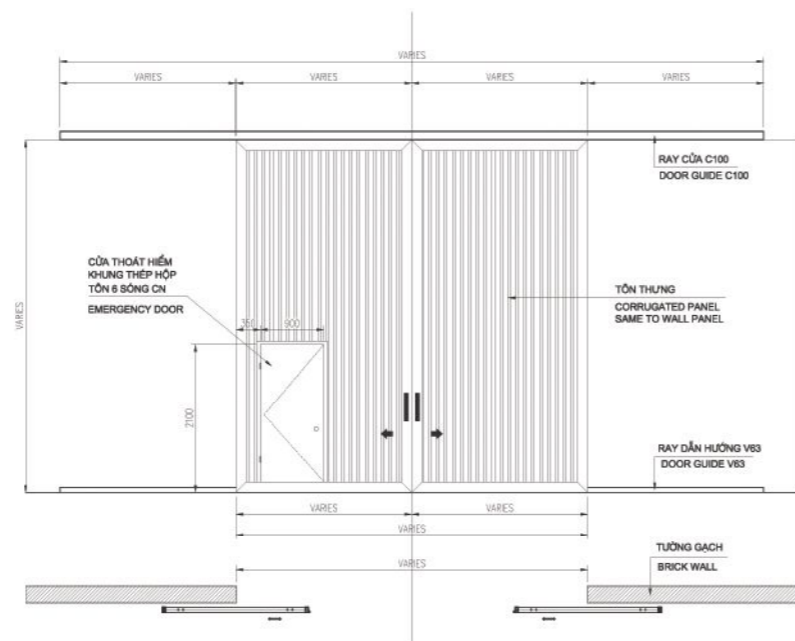 VARIES
VARIES
VARIES
VARIES
VARIES
RAY CỬA C100
DOOR GUIDE C100
CỬA THOÁT HIỂM
KHUNG THÉP HỘP
TÔN 6 SÓNG CN
EMERGENCY DOOR
TÔN THƯNG
CORRUGATED PANEL
SAME TO WALL PANEL
VARIES
350
900
2100
RAY DẪN HƯỚNG V63
DOOR GUIDE V63
VARIES
VARIES
VARIES
VARIES
TƯỜNG GẠCH
BRICK WALL